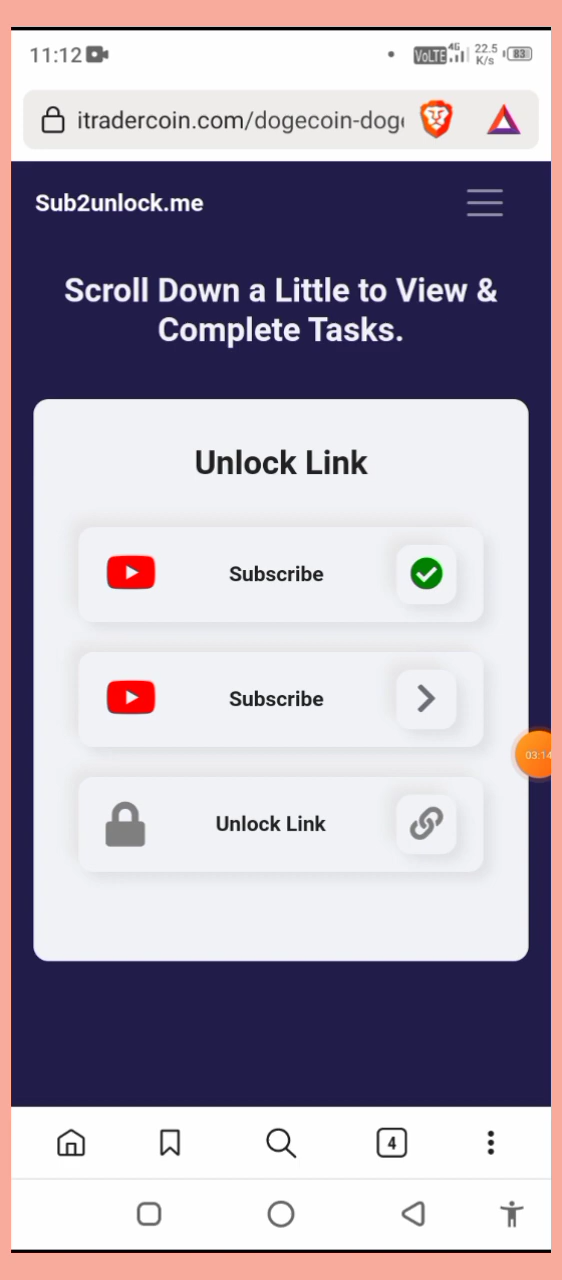 11:12
VoLTE 4G 22.5 K/s 83
itradercoin.com/dogecoin-dog
Sub2unlock.me
Scroll Down a Little to View &
Complete Tasks.
Unlock Link
Subscribe
Subscribe
03:14
Unlock Link
4